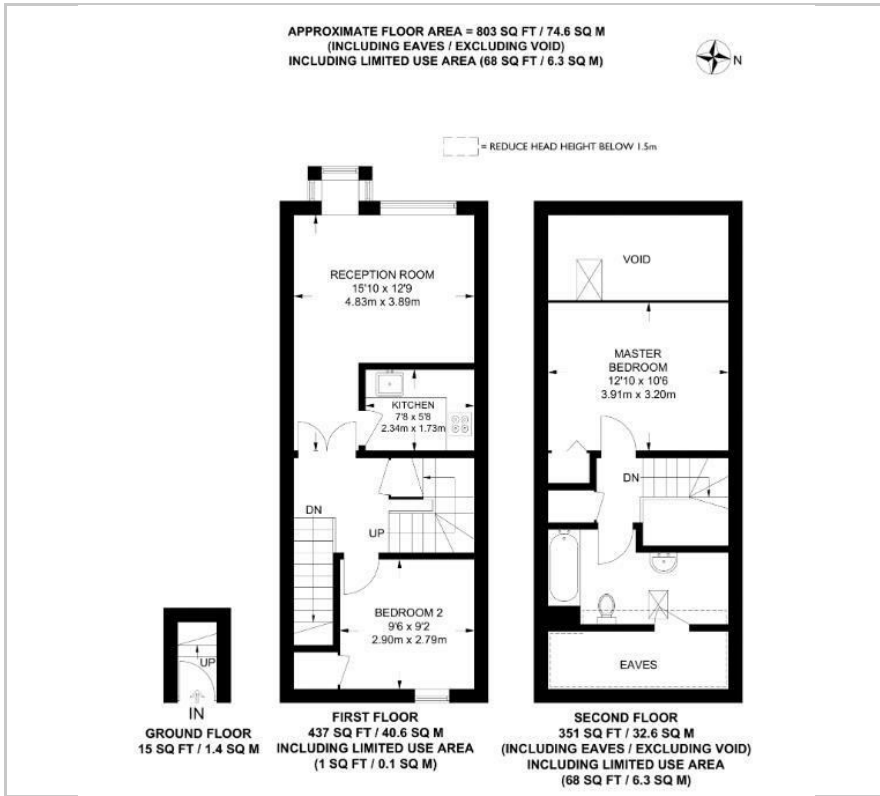 APPROXIMATE FLOOR AREA = 803 SQ FT / 74.6 SQ M
(INCLUDING EAVES / EXCLUDING VOID)
INCLUDING LIMITED USE AREA (68 SQ FT / 6.3 SQ M)
N
= REDUCE HEAD HEIGHT BELOW 1.5m
RECEPTION ROOM
15'10 x 12'9
4.83m x 3.89m
KITCHEN
7'8 x 5'8
2.34m x 1.73m
DN
UP
BEDROOM 2
9'6 x 9'2
2.90m x 2.79m
VOID
MASTER
BEDROOM
12'10 x 10'6
3.91m x 3.20m
DN
EAVES
UP
IN
GROUND FLOOR
15 SQ FT / 1.4 SQ M
FIRST FLOOR
437 SQ FT / 40.6 SQ M
INCLUDING LIMITED USE AREA
(1 SQ FT / 0.1 SQ M)
SECOND FLOOR
351 SQ FT / 32.6 SQ M
(INCLUDING EAVES / EXCLUDING VOID)
INCLUDING LIMITED USE AREA
(68 SQ FT / 6.3 SQ M)